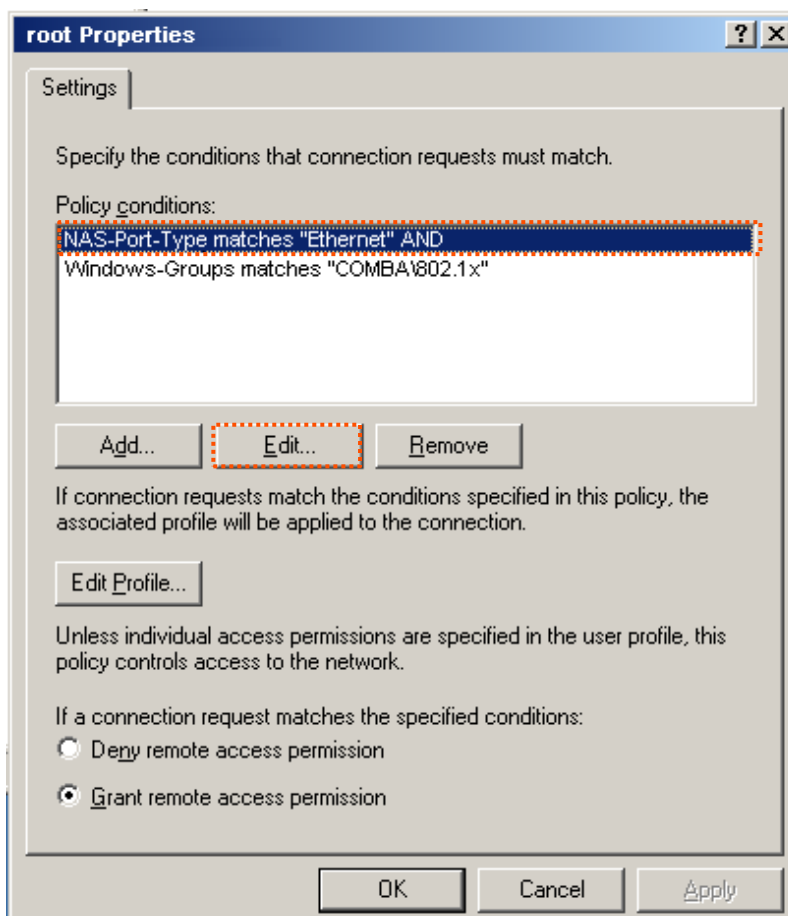 root Properties
Settings
Specify the conditions that connection requests must match.
Policy conditions:
NAS-Port-Type matches "Ethernet" AND
Windows-Groups matches "COMBA\802.1x"
Add... Edit... Remove
If connection requests match the conditions specified in this policy, the
associated profile will be applied to the connection.
Edit Profile...
Unless individual access permissions are specified in the user profile, this
policy controls access to the network.
If a connection request matches the specified conditions:
Deny remote access permission
Grant remote access permission
OK Cancel Apply